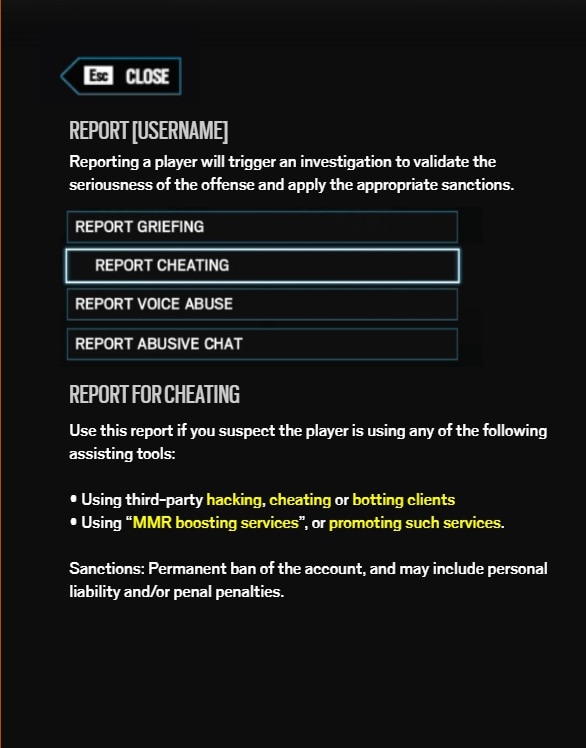 Esc CLOSE
REPORT [USERNAME]
Reporting a player will trigger an investigation to validate the
seriousness of the offense and apply the appropriate sanctions.
REPORT GRIEFING
REPORT CHEATING
REPORT VOICE ABUSE
REPORT ABUSIVE CHAT
REPORT FOR CHEATING
Use this report if you suspect the player is using any of the following
assisting tools:
• Using third-party hacking, cheating or botting clients
• Using “MMR boosting services”, or promoting such services.
Sanctions: Permanent ban of the account, and may include personal
liability and/or penal penalties.